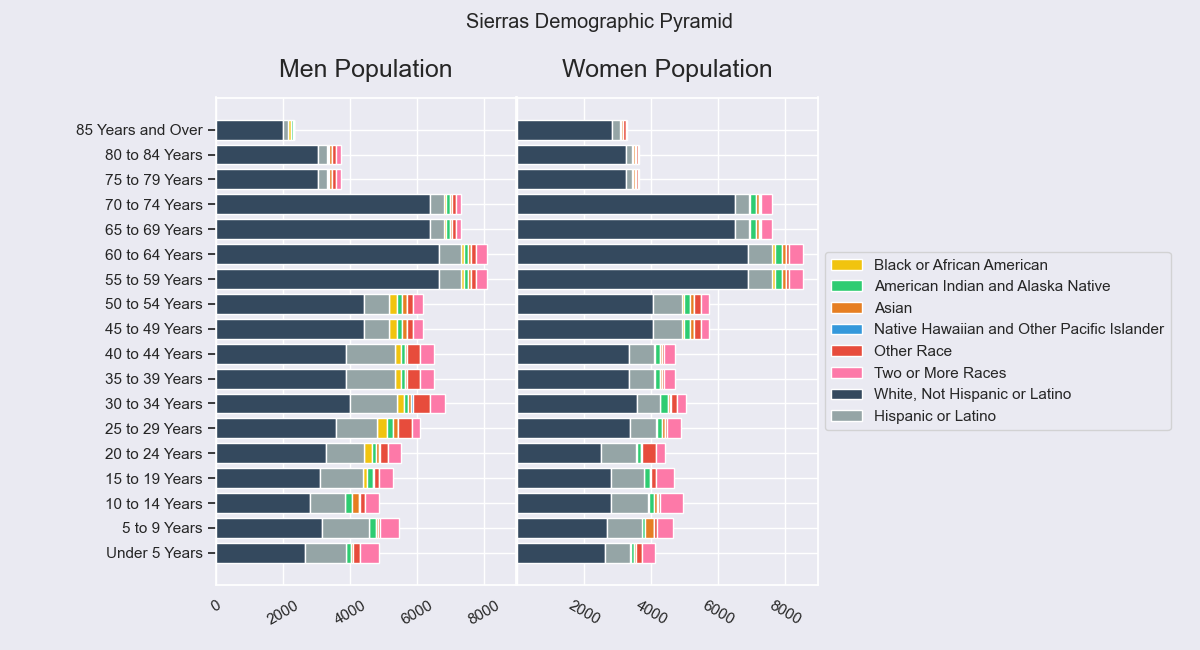 Sierras Demographic Pyramid
Men Population
Women Population
85 Years and Over
80 to 84 Years
75 to 79 Years
70 to 74 Years
65 to 69 Years
60 to 64 Years
55 to 59 Years
50 to 54 Years
45 to 49 Years
40 to 44 Years
35 to 39 Years
30 to 34 Years
25 to 29 Years
20 to 24 Years
15 to 19 Years
10 to 14 Years
5 to 9 Years
Under 5 Years
0 2000 4000 6000 8000
2000 4000 6000 8000
Black or African American
American Indian and Alaska Native
Asian
Native Hawaiian and Other Pacific Islander
Other Race
Two or More Races
White, Not Hispanic or Latino
Hispanic or Latino